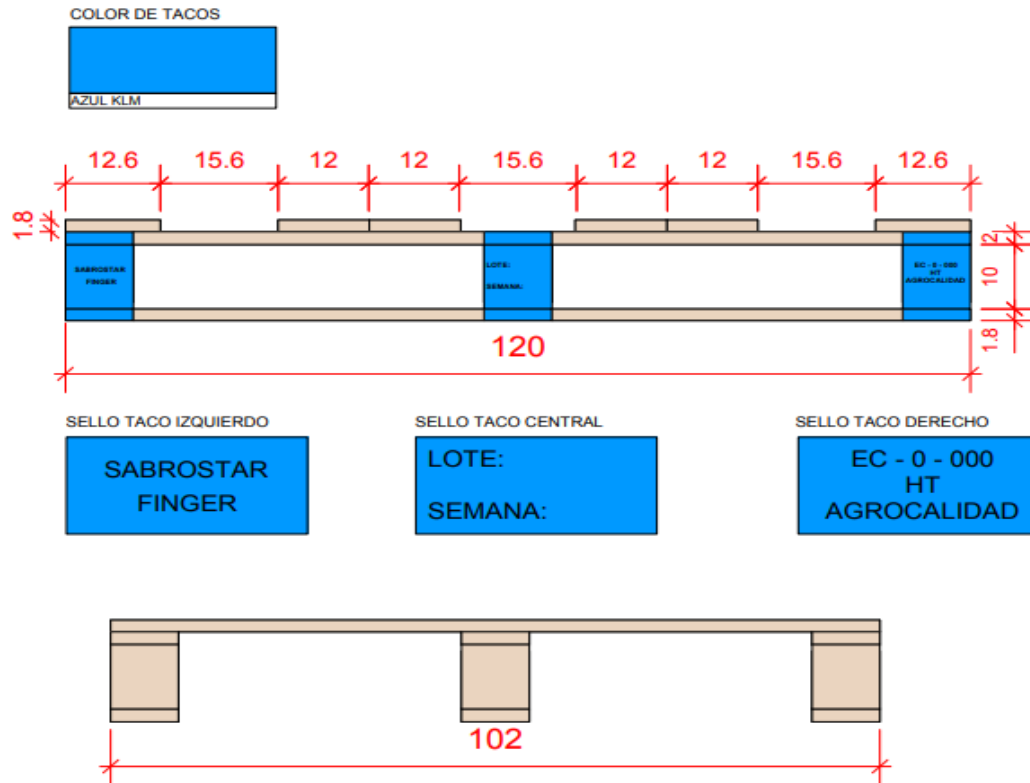 COLOR DE TACOS
AZUL KLM
12.6 15.6 12 12 15.6 12 12 15.6 12.6
1.8
2
10
1.8
SABROSTAR
FINGER
LOTE:
SEMANA:
EC - 0 - 000
HT
AGROCALIDAD
120
SELLO TACO IZQUIERDO
SELLO TACO CENTRAL
SELLO TACO DERECHO
SABROSTAR
FINGER
LOTE:
SEMANA:
EC - 0 - 000
HT
AGROCALIDAD
102